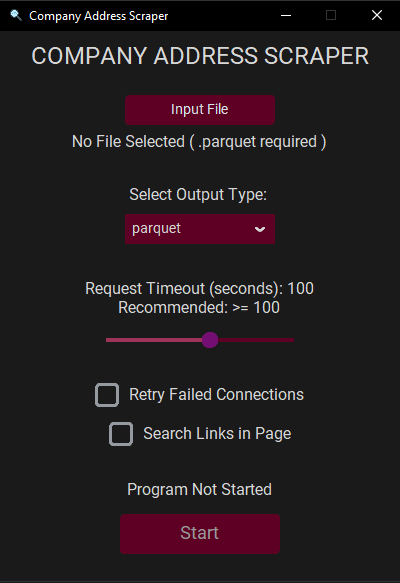 Company Address Scraper
COMPANY ADDRESS SCRAPER
Input File
No File Selected ( .parquet required )
Select Output Type:
parquet
Request Timeout (seconds): 100
Recommended: >= 100
Retry Failed Connections
Search Links in Page
Program Not Started
Start